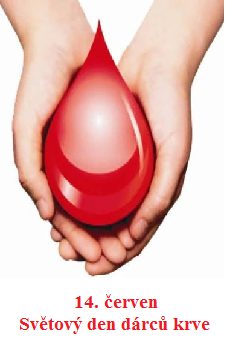 14. červen
Světový den dárců krve